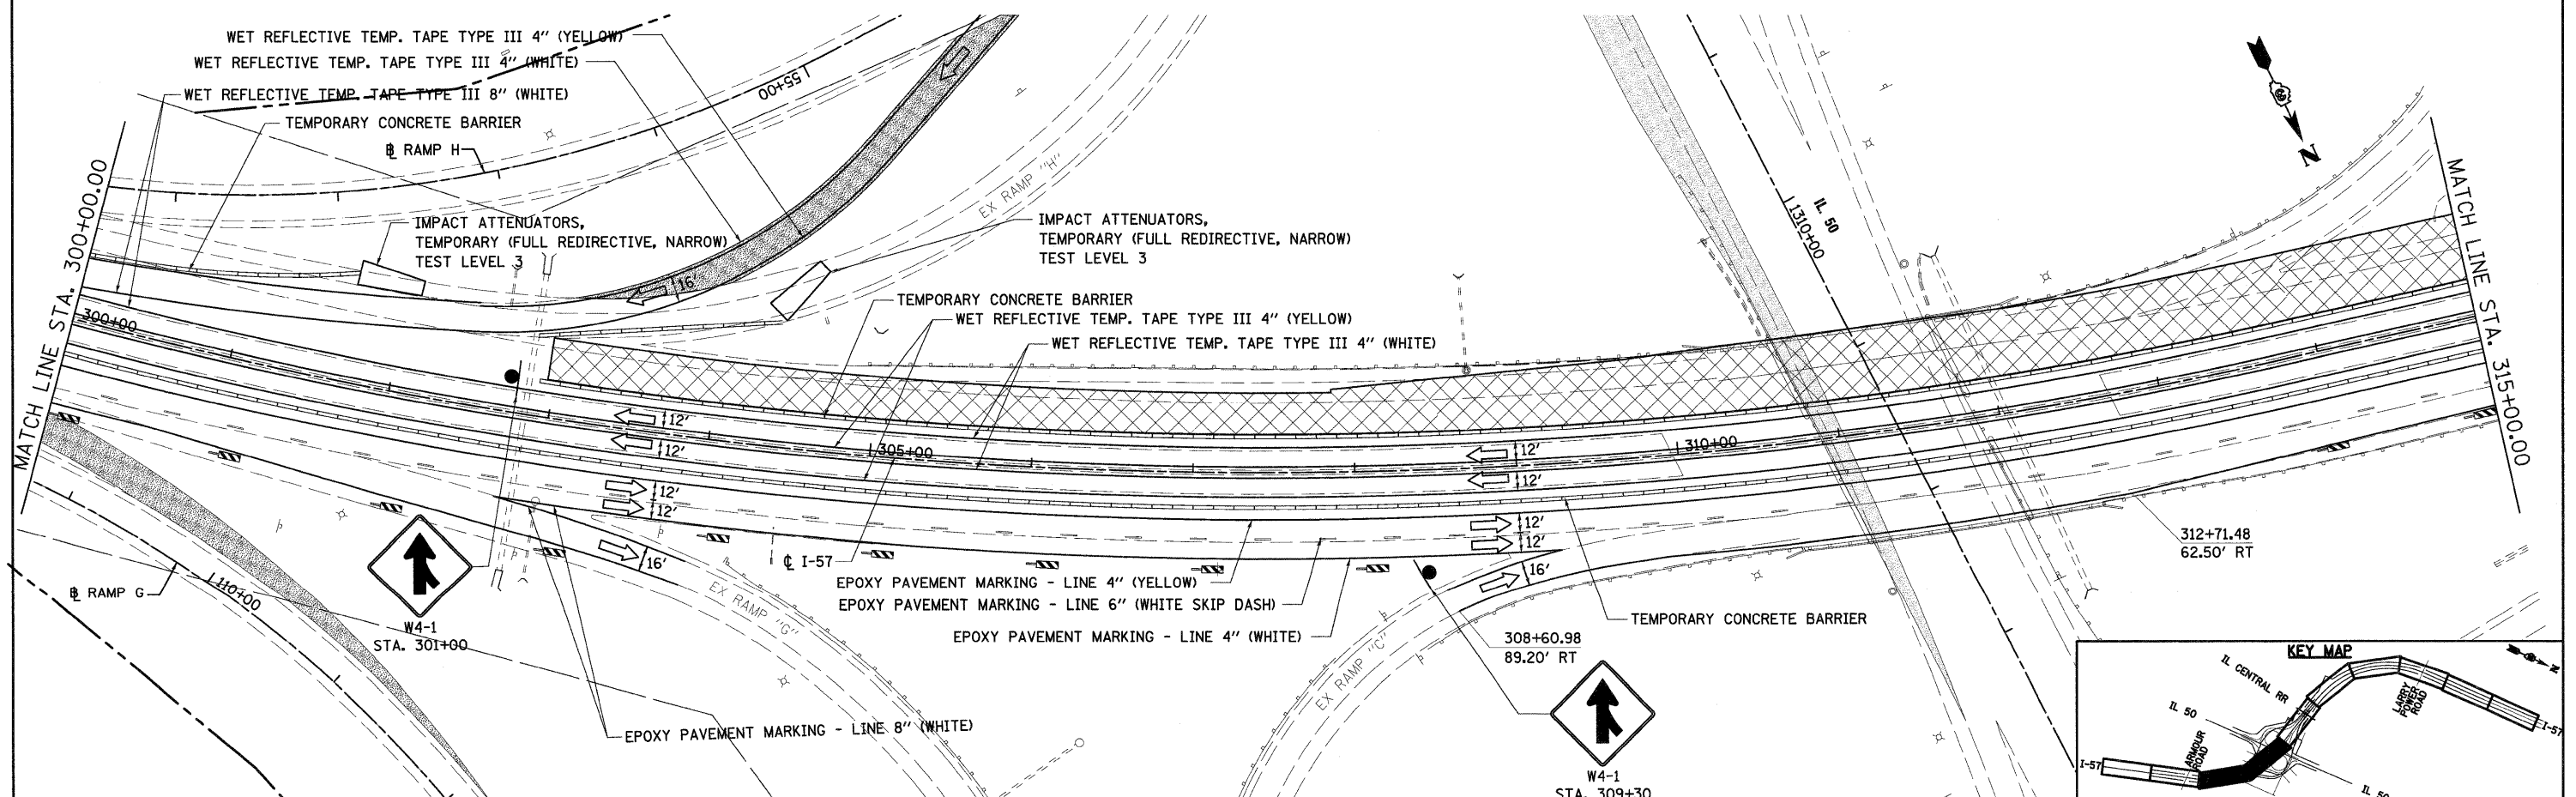 WET REFLECTIVE TEMP. TAPE TYPE III 4" (YELLOW)
WET REFLECTIVE TEMP. TAPE TYPE III 4" (WHITE)
WET REFLECTIVE TEMP. TAPE TYPE III 8" (WHITE)
TEMPORARY CONCRETE BARRIER
℄ RAMP H
55+00
EX RAMP "H"
IMPACT ATTENUATORS,
TEMPORARY (FULL REDIRECTIVE, NARROW)
TEST LEVEL 3
IMPACT ATTENUATORS,
TEMPORARY (FULL REDIRECTIVE, NARROW)
TEST LEVEL 3
16'
TEMPORARY CONCRETE BARRIER
WET REFLECTIVE TEMP. TAPE TYPE III 4" (YELLOW)
WET REFLECTIVE TEMP. TAPE TYPE III 4" (WHITE)
IL 50
1310+00
N
MATCH LINE STA. 300+00.00
MATCH LINE STA. 315+00.00
300+00
305+00
310+00
12'
12'
12'
12'
12'
12'
12'
12'
16'
16'
℄ I-57
EPOXY PAVEMENT MARKING - LINE 4" (YELLOW)
EPOXY PAVEMENT MARKING - LINE 6" (WHITE SKIP DASH)
EPOXY PAVEMENT MARKING - LINE 4" (WHITE)
℄ RAMP G
110+00
W4-1
STA. 301+00
EX RAMP "G"
EX RAMP "C"
EPOXY PAVEMENT MARKING - LINE 8" (WHITE)
308+60.98
89.20' RT
TEMPORARY CONCRETE BARRIER
312+71.48
62.50' RT
W4-1
STA. 309+30
KEY MAP
N
IL CENTRAL RR
LARRY POWER ROAD
IL 50
ARMOUR ROAD
I-57
I-57
IL 50